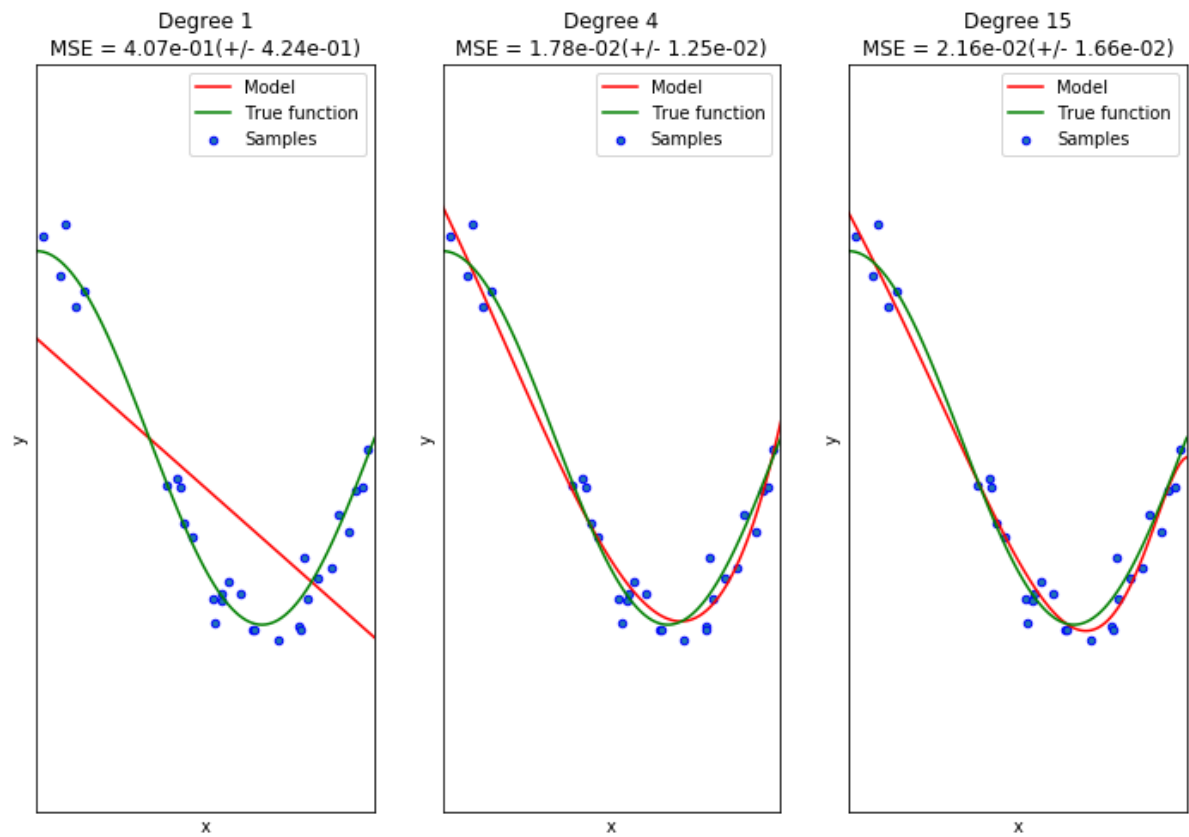 Degree 1
MSE = 4.07e-01(+/- 4.24e-01)
Model
True function
Samples
y
x
Degree 4
MSE = 1.78e-02(+/- 1.25e-02)
Model
True function
Samples
y
x
Degree 15
MSE = 2.16e-02(+/- 1.66e-02)
Model
True function
Samples
y
x